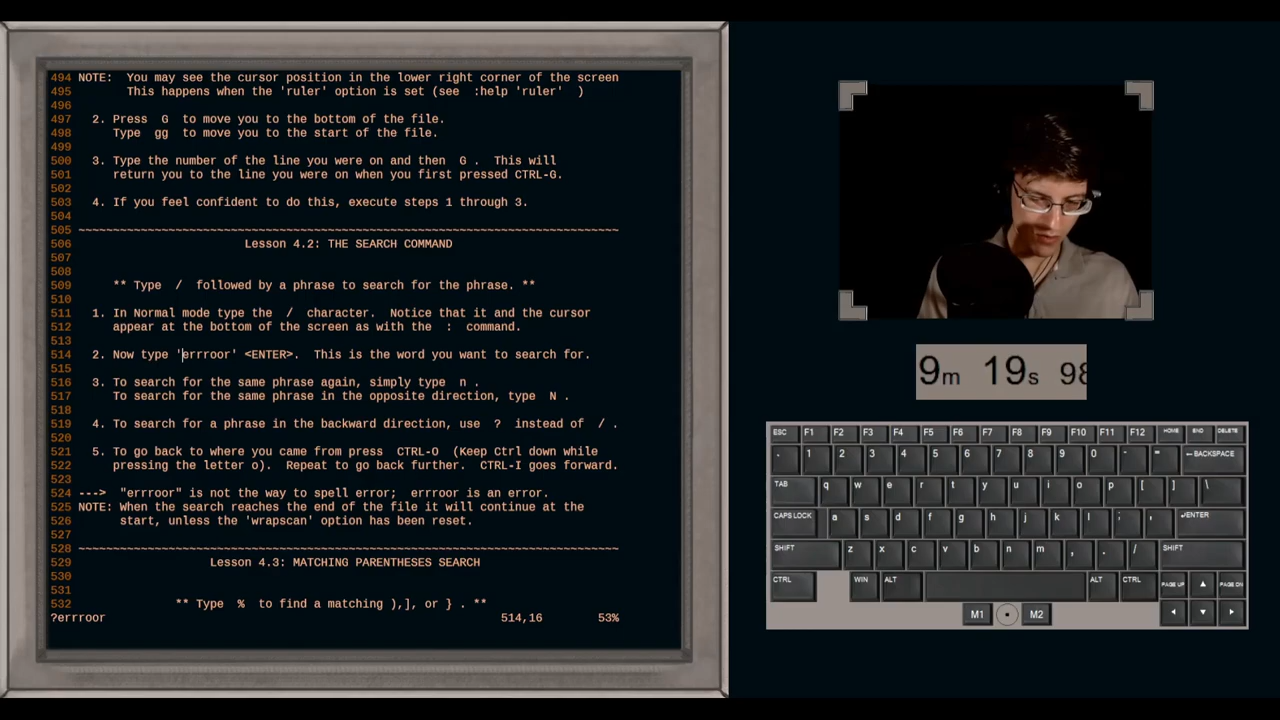 494 NOTE:  You may see the cursor position in the lower right corner of the screen
495        This happens when the 'ruler' option is set (see  :help 'ruler'  )
496
497   2. Press  G  to move you to the bottom of the file.
498      Type  gg  to move you to the start of the file.
499
500   3. Type the number of the line you were on and then  G .  This will
501      return you to the line you were on when you first pressed CTRL-G.
502
503   4. If you feel confident to do this, execute steps 1 through 3.
504
505 ~~~~~~~~~~~~~~~~~~~~~~~~~~~~~~~~~~~~~~~~~~~~~~~~~~~~~~~~~~~~~~~~~~~~~~~~~~~~~~
506                         Lesson 4.2: THE SEARCH COMMAND
507
508
509      ** Type  /  followed by a phrase to search for the phrase. **
510
511   1. In Normal mode type the  /  character.  Notice that it and the cursor
512      appear at the bottom of the screen as with the  :  command.
513
514   2. Now type 'errroor' <ENTER>.  This is the word you want to search for.
515
516   3. To search for the same phrase again, simply type  n .
517      To search for the same phrase in the opposite direction, type  N .
518
519   4. To search for a phrase in the backward direction, use  ?  instead of  / .
520
521   5. To go back to where you came from press  CTRL-O  (Keep Ctrl down while
522      pressing the letter o).  Repeat to go back further.  CTRL-I goes forward.
523
524 --->  "errroor" is not the way to spell error;  errroor is an error.
525 NOTE: When the search reaches the end of the file it will continue at the
526       start, unless the 'wrapscan' option has been reset.
527
528 ~~~~~~~~~~~~~~~~~~~~~~~~~~~~~~~~~~~~~~~~~~~~~~~~~~~~~~~~~~~~~~~~~~~~~~~~~~~~~~
529                    Lesson 4.3: MATCHING PARENTHESES SEARCH
530
531
532               ** Type  %  to find a matching ),], or } . **
?errroor 514,16 53%
9m 19s 98
ESC F1 F2 F3 F4 F5 F6 F7 F8 F9 F10 F11 F12 HOME END DELETE
. 1 2 3 4 5 6 7 8 9 0 - = ←BACKSPACE
TAB q w e r t y u i o p [ ] \
CAPS LOCK a s d f g h j k l ; , ↵ENTER
SHIFT z x c v b n m , . / SHIFT
CTRL WIN ALT ALT CTRL PAGE UP ▲ PAGE DN
M1 M2 ◄ ▼ ►